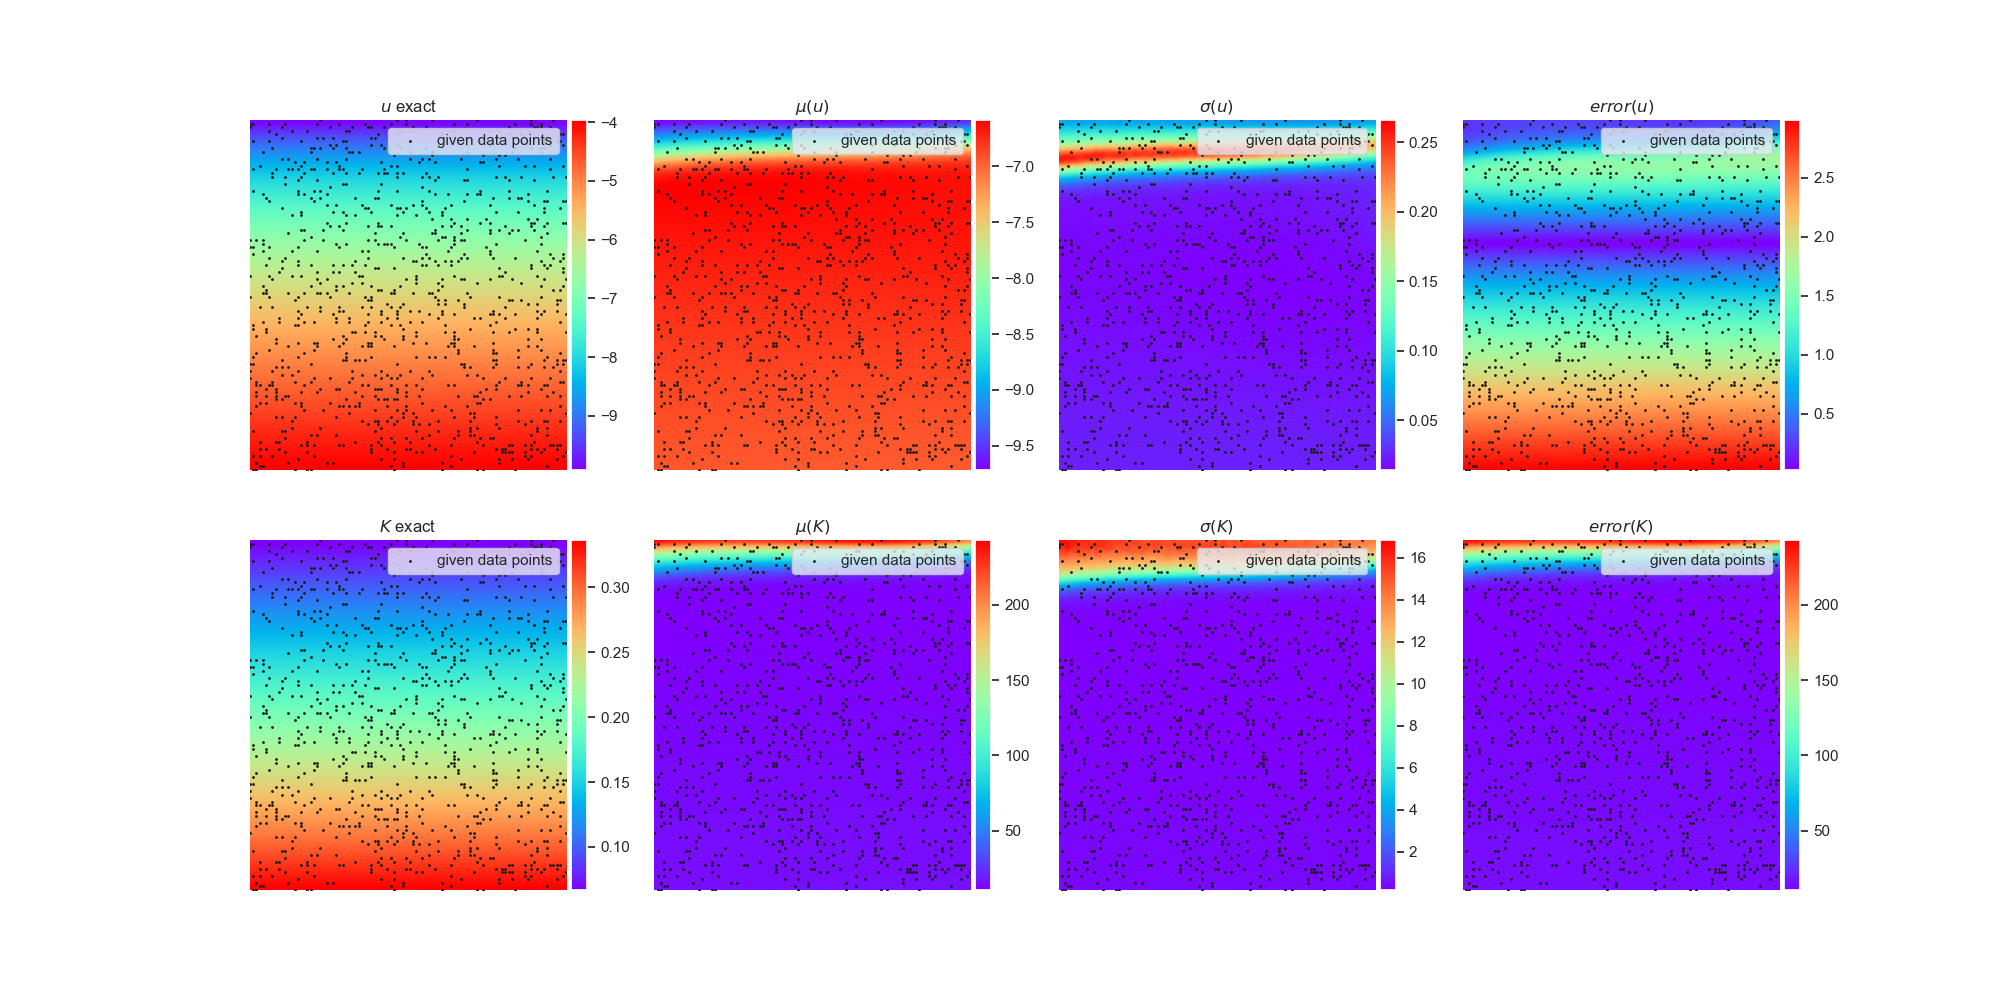 u exact
μ(u)
σ(u)
error(u)
given data points
given data points
given data points
given data points
−4
−5
−6
−7
−8
−9
−7.0
−7.5
−8.0
−8.5
−9.0
−9.5
0.25
0.20
0.15
0.10
0.05
2.5
2.0
1.5
1.0
0.5
K exact
μ(K)
σ(K)
error(K)
given data points
given data points
given data points
given data points
0.30
0.25
0.20
0.15
0.10
200
150
100
50
16
14
12
10
8
6
4
2
200
150
100
50